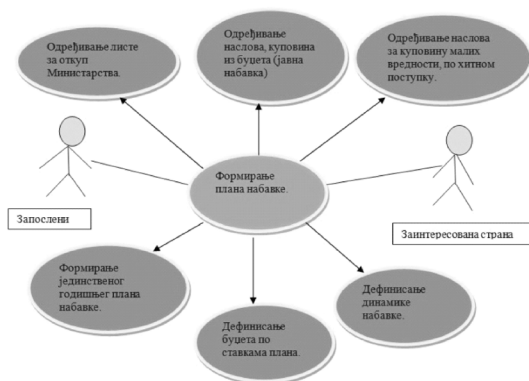 Одређивање листе
за откуп
Министарства.
Одређивање
наслова, куповина
из буџета (јавна
набавка)
Одређивање наслова
за куповину малих
вредности, по хитном
поступку.
Формирање
плана набавке.
Запослени
Заинтересована страна
Формирање
јединственог
годишњег плана
набавке.
Дефинисање
буџета по
ставкама плана.
Дефинисање
динамике
набавке.